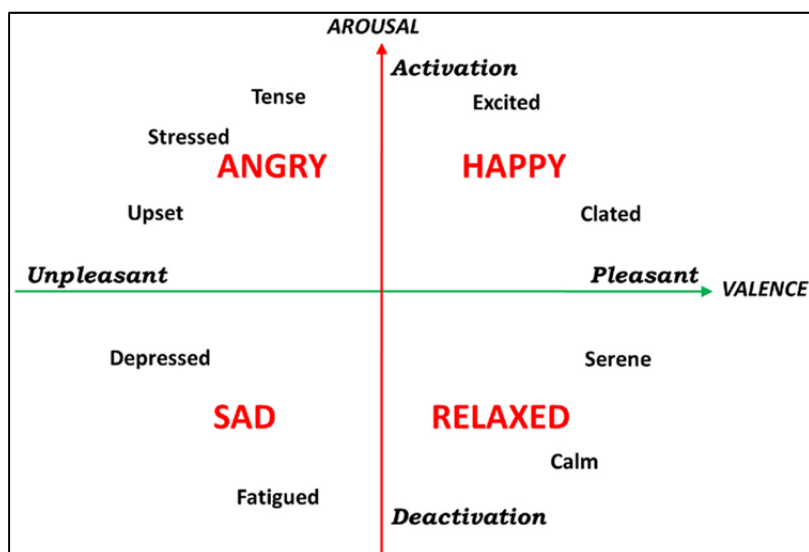 AROUSAL
Activation
Tense
Excited
Stressed
ANGRY
HAPPY
Upset
Clated
Unpleasant
Pleasant
VALENCE
Depressed
Serene
SAD
RELAXED
Calm
Fatigued
Deactivation